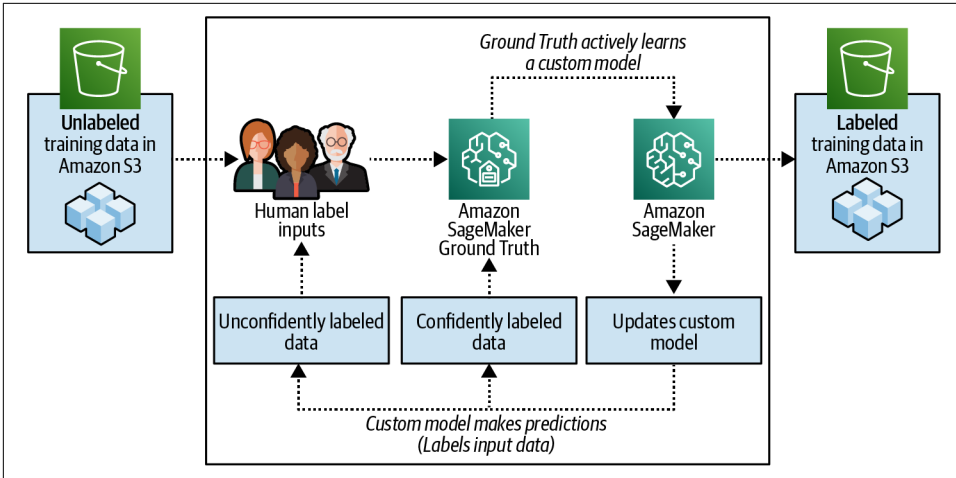 Ground Truth actively learns
a custom model
Unlabeled
training data in
Amazon S3
Human label
inputs
Amazon
SageMaker
Ground Truth
Amazon
SageMaker
Labeled
training data in
Amazon S3
Unconfidently labeled
data
Confidently labeled
data
Updates custom
model
Custom model makes predictions
(Labels input data)